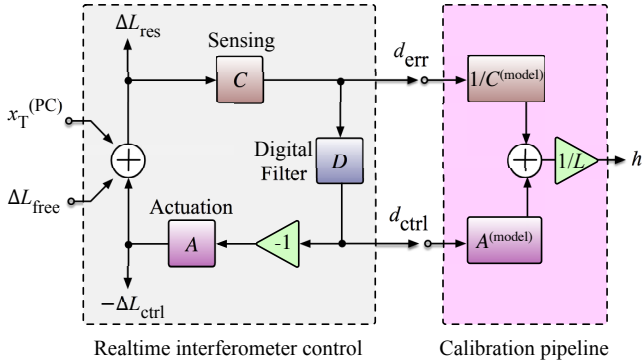 ΔL_res
Sensing
C
d_err
1/C^(model)
x_T^(PC)
Digital
Filter
D
1/L
h
ΔL_free
Actuation
A
-1
d_ctrl
A^(model)
−ΔL_ctrl
Realtime interferometer control
Calibration pipeline